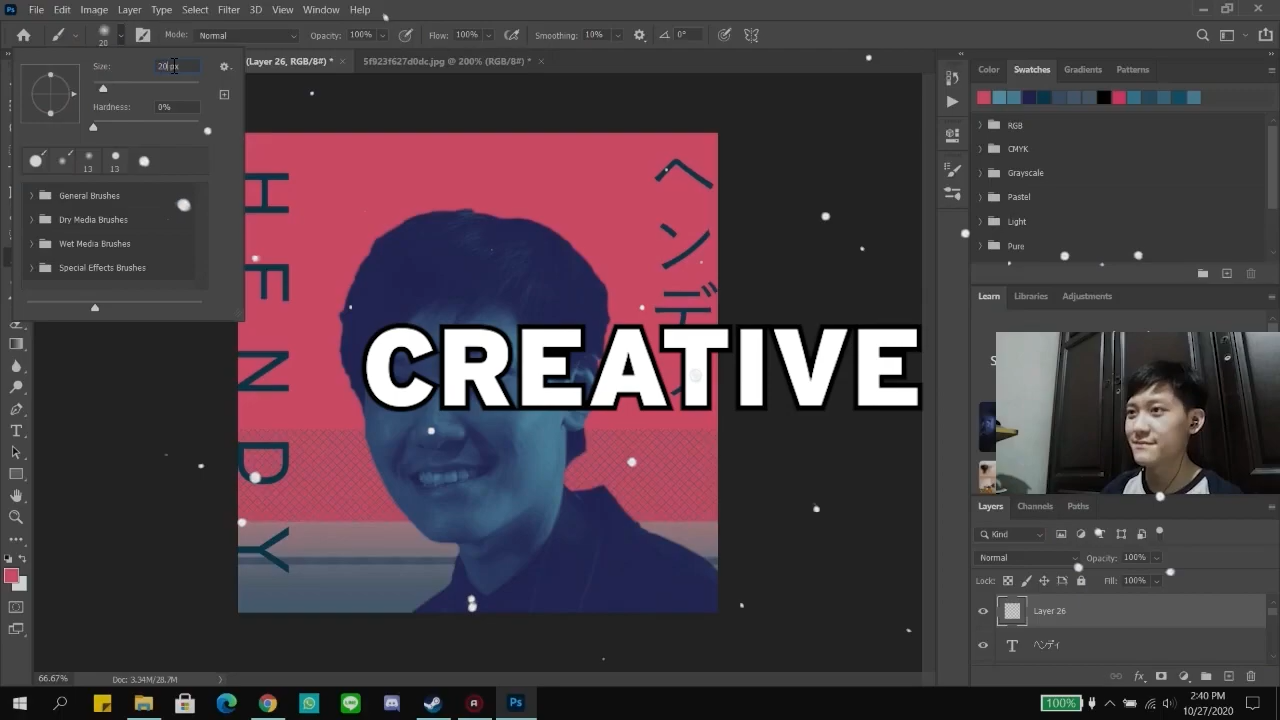 Ps File Edit Image Layer Type Select Filter 3D View Window Help
20 Mode: Normal Opacity: 100% Flow: 100% Smoothing: 10% 0°
(Layer 26, RGB/8#) * × 5f923f627d0dc.jpg @ 200% (RGB/8#) * ×
Size: 20 px
Hardness: 0%
13 13
General Brushes
Dry Media Brushes
Wet Media Brushes
Special Effects Brushes
HENDY
ヘンディ
CREATIVE
Color Swatches Gradients Patterns
RGB
CMYK
Grayscale
Pastel
Light
Pure
Learn Libraries Adjustments
S
Layers Channels Paths
Kind
Normal Opacity: 100%
Lock: Fill: 100%
Layer 26
T ヘンディ
fx
66.67% Doc: 3.34M/28.7M
Ps 100% 2:40 PM
10/27/2020